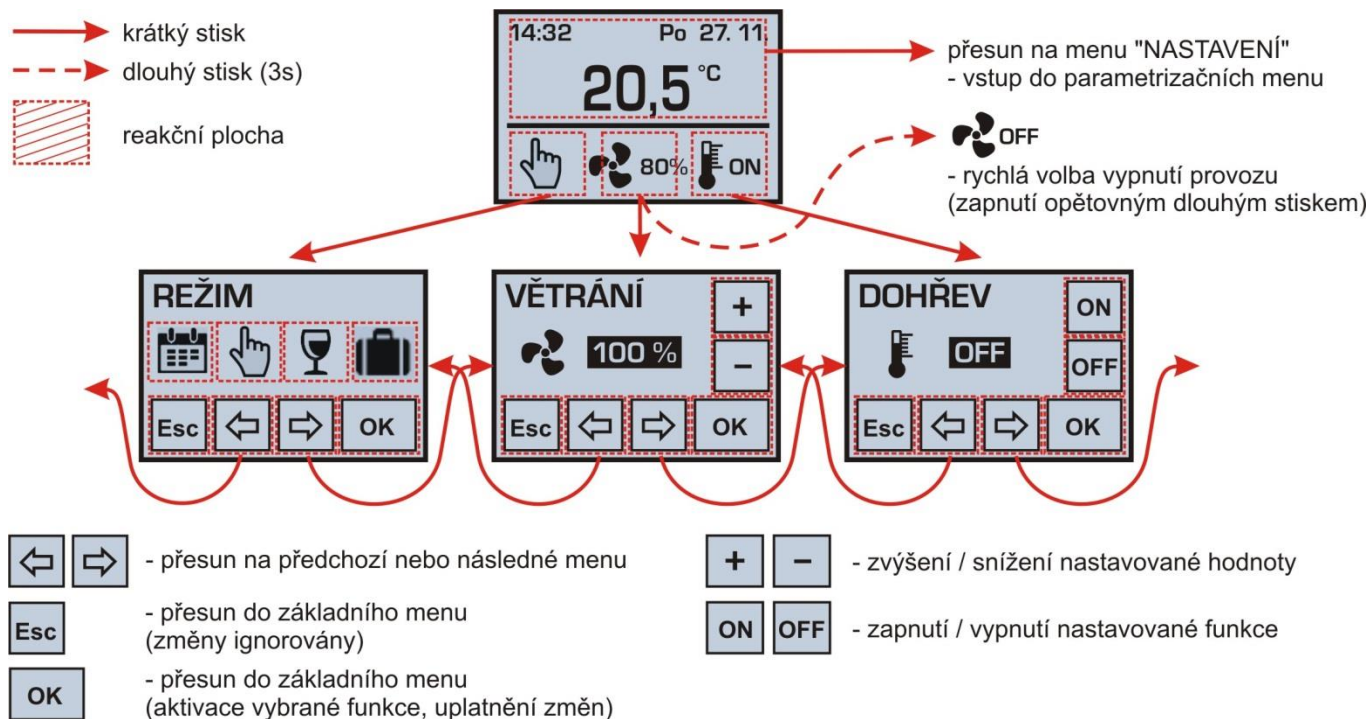 krátký stisk
dlouhý stisk (3s)
reakční plocha
14:32 Po 27. 11.
20,5 °C
80% ON
přesun na menu "NASTAVENÍ"
- vstup do parametrizačních menu
OFF
- rychlá volba vypnutí provozu
(zapnutí opětovným dlouhým stiskem)
REŽIM
Esc OK
VĚTRÁNÍ
+
100 %
−
Esc OK
DOHŘEV
ON
OFF
OFF
Esc OK
- přesun na předchozí nebo následné menu
Esc
- přesun do základního menu
(změny ignorovány)
OK
- přesun do základního menu
(aktivace vybrané funkce, uplatnění změn)
+ − - zvýšení / snížení nastavované hodnoty
ON OFF - zapnutí / vypnutí nastavované funkce